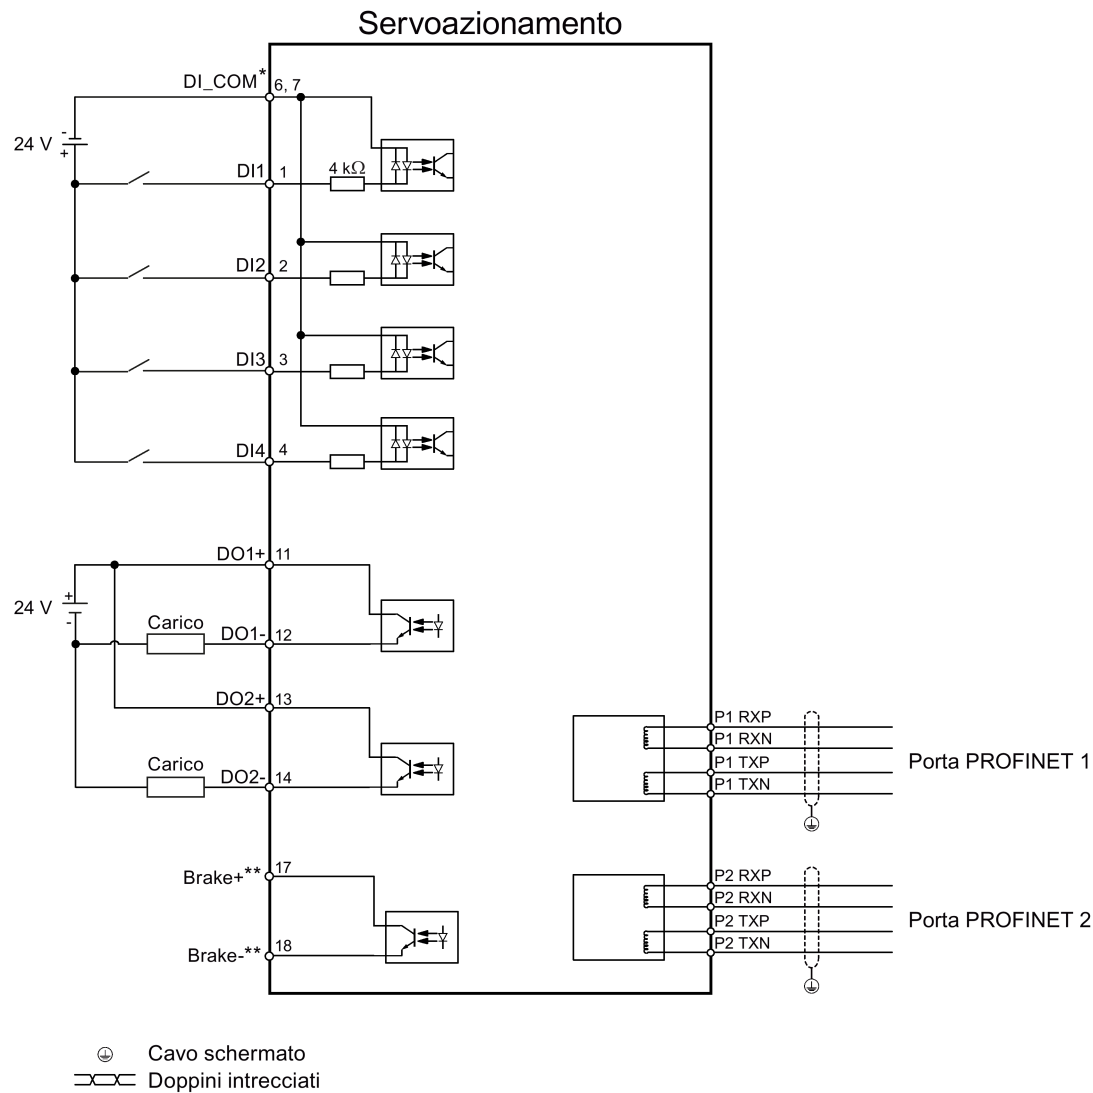 Servoazionamento
DI_COM* 6, 7
24 V - +
DI1 1 4 kΩ
DI2 2
DI3 3
DI4 4
DO1+ 11
24 V + -
Carico DO1- 12
DO2+ 13
Carico DO2- 14
Brake+** 17
Brake-** 18
P1 RXP
P1 RXN
P1 TXP
P1 TXN
Porta PROFINET 1
P2 RXP
P2 RXN
P2 TXP
P2 TXN
Porta PROFINET 2
Cavo schermato
Doppini intrecciati